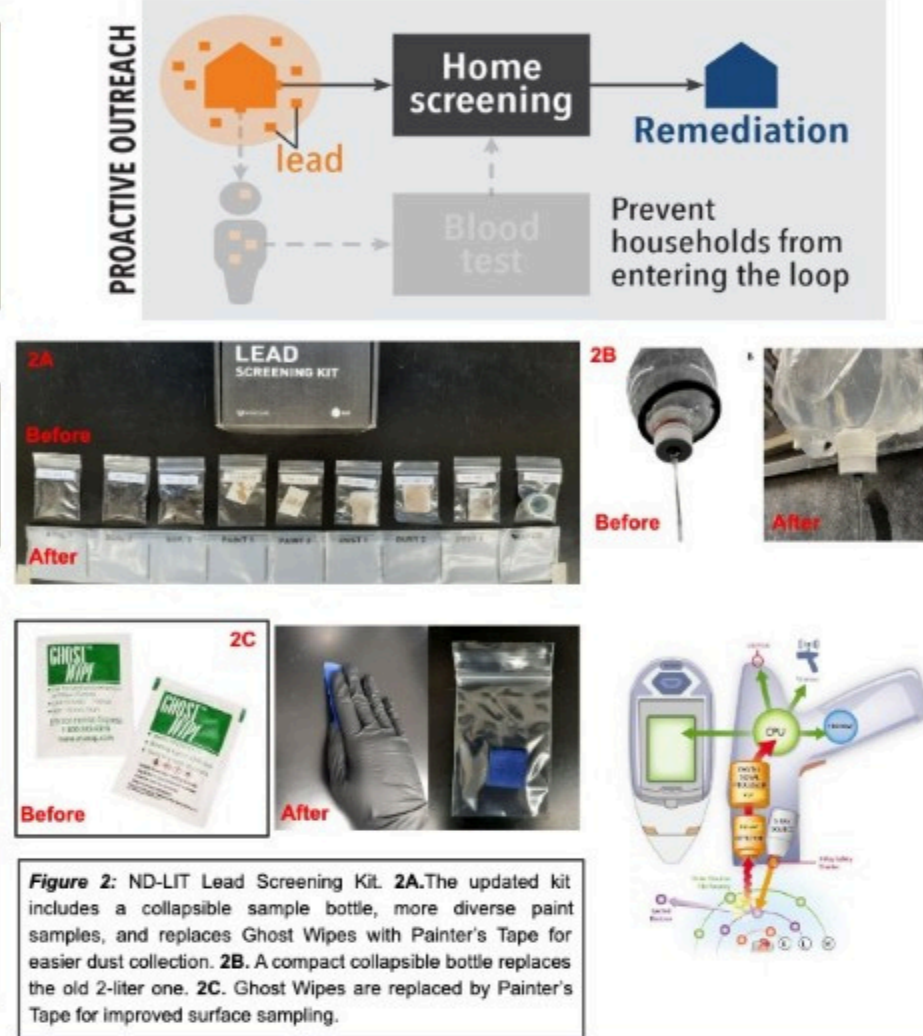 PROACTIVE OUTREACH
lead
Home
screening
Remediation
Blood
test
Prevent
households from
entering the loop
2A
LEAD
SCREENING KIT
Before
After
PAINT 1
DUST 2
2B
Before
After
2C
GHOST
WIPE
GHOST
WIPE
Before
After
CPU
Figure 2: ND-LIT Lead Screening Kit. 2A.The updated kit
includes a collapsible sample bottle, more diverse paint
samples, and replaces Ghost Wipes with Painter's Tape for
easier dust collection. 2B. A compact collapsible bottle replaces
the old 2-liter one. 2C. Ghost Wipes are replaced by Painter's
Tape for improved surface sampling.